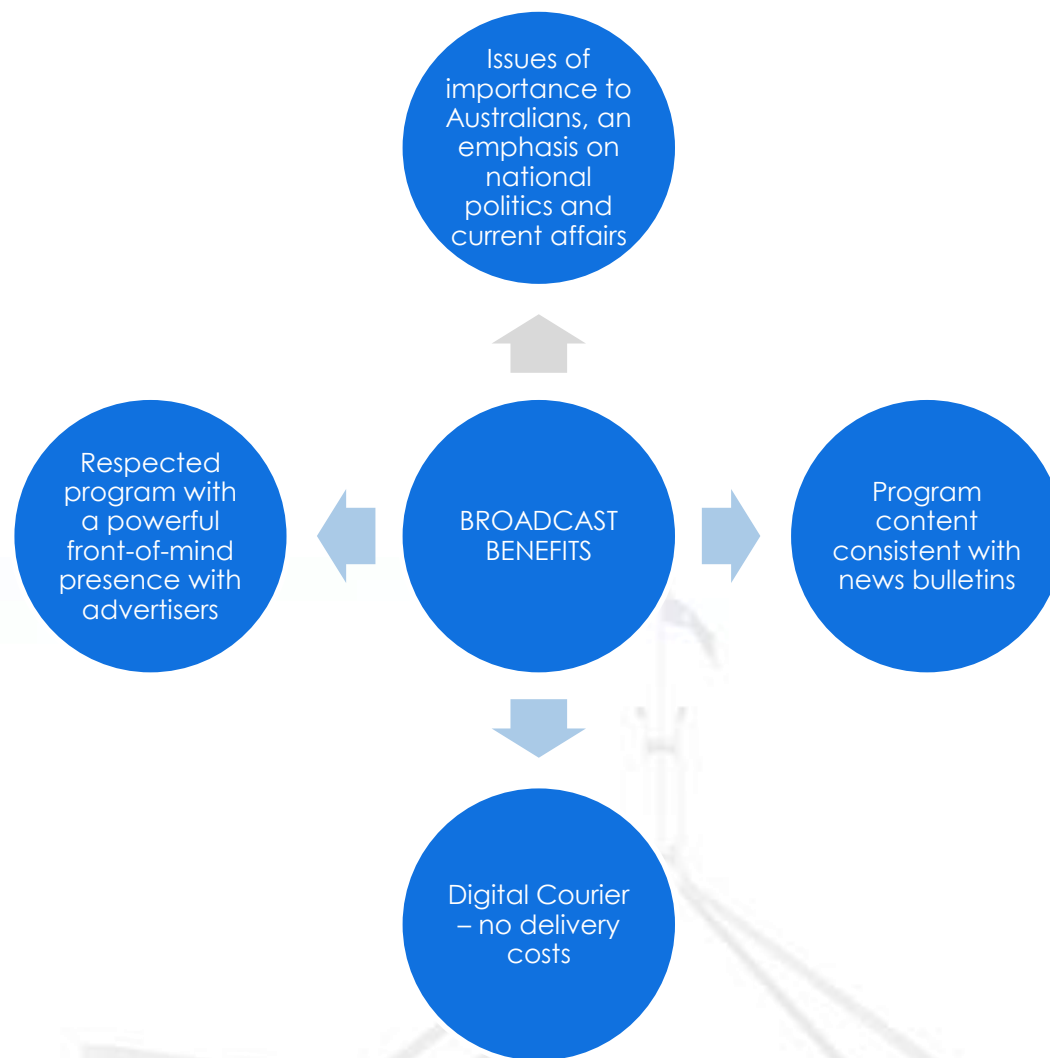 Issues of
importance to
Australians, an
emphasis on
national
politics and
current affairs
Respected
program with
a powerful
front-of-mind
presence with
advertisers
BROADCAST
BENEFITS
Program
content
consistent with
news bulletins
Digital Courier
– no delivery
costs